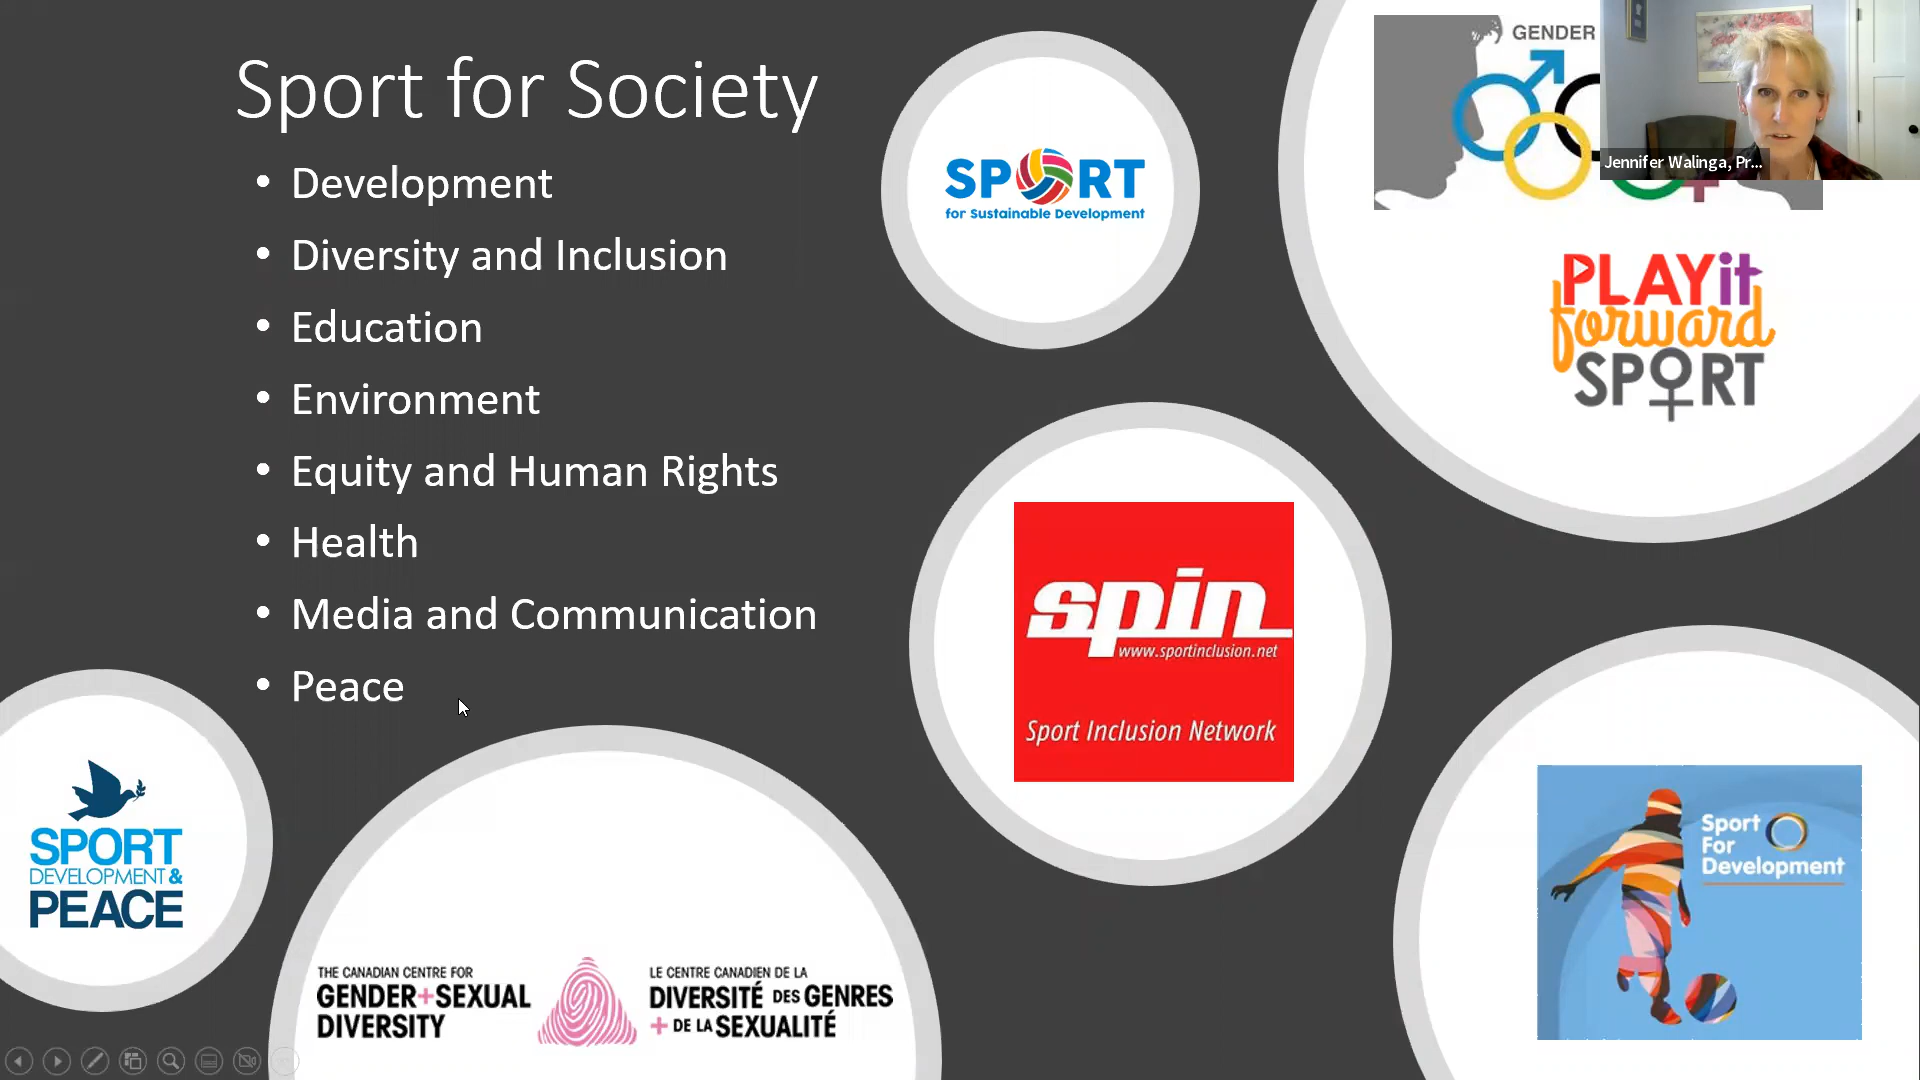 Sport for Society
• Development
• Diversity and Inclusion
• Education
• Environment
• Equity and Human Rights
• Health
• Media and Communication
• Peace
SPORT
for Sustainable Development
GENDER
Jennifer Walinga, Pr...
PLAYit
forward
SPORT
spin
www.sportinclusion.net
Sport Inclusion Network
SPORT
DEVELOPMENT &
PEACE
THE CANADIAN CENTRE FOR
GENDER+SEXUAL
DIVERSITY
LE CENTRE CANADIEN DE LA
DIVERSITÉ DES GENRES
+ DE LA SEXUALITÉ
Sport
For
Development